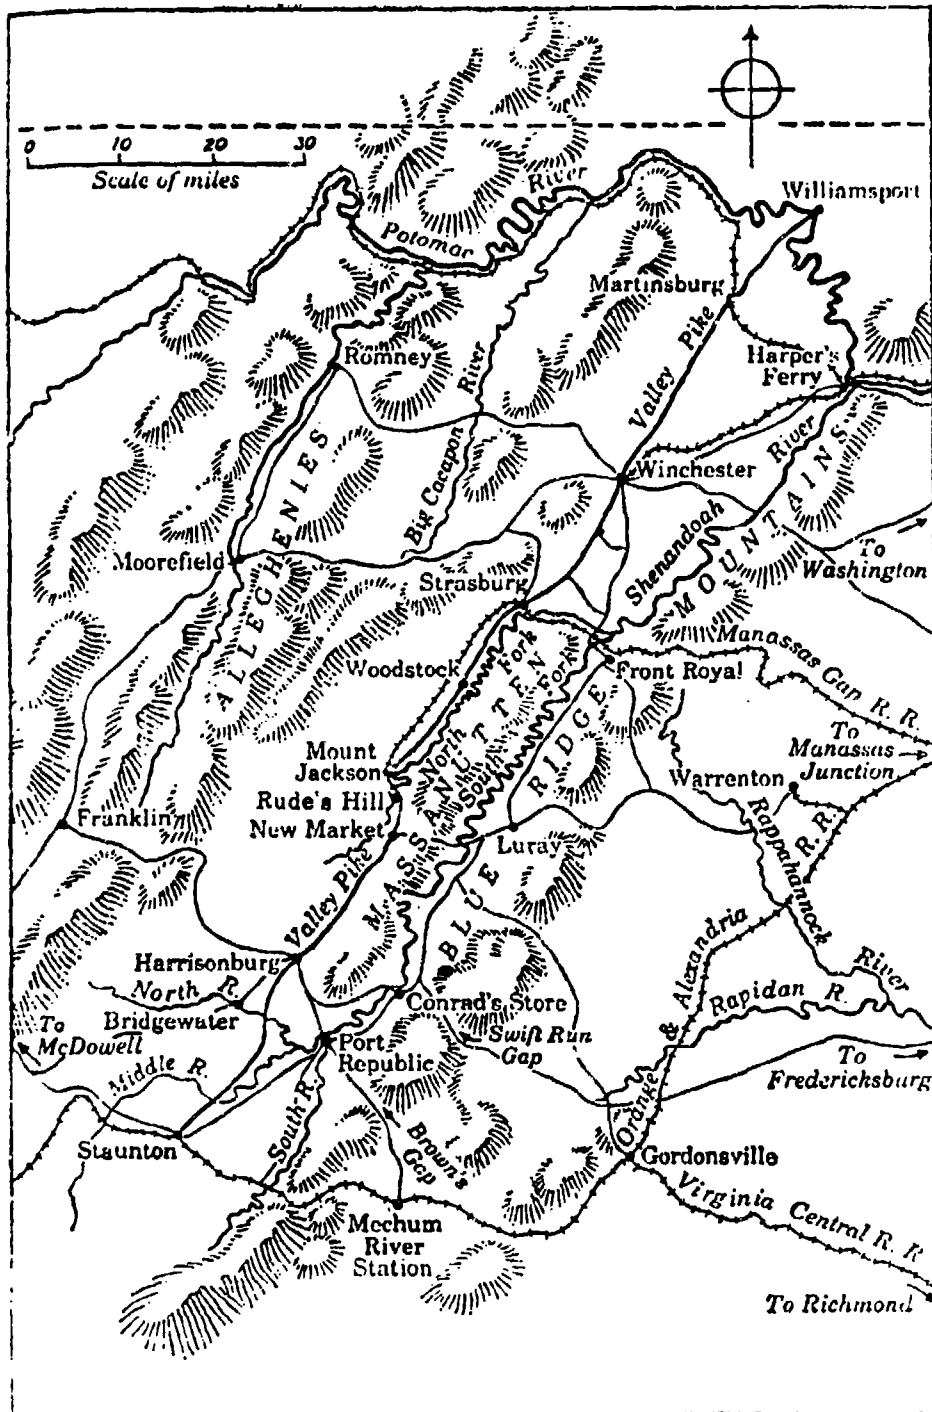 0 10 20 30
Scale of miles
Williamsport
River
Potomac
Martinsburg
Valley Pike
Harper's
Ferry
Romney
River
Big Cacapon
River
Shenandoah
Winchester
MOUNTAINS
ALLEGHENIES
Moorefield
To
Washington
Strasburg
Woodstock
North Fork
South Fork
MASSANUTTEN
Front Royal
Manassas Gap R. R.
To
Manassas
Junction
Mount
Jackson
Rude's Hill
New Market
Warrenton
Franklin
Luray
BLUE RIDGE
Rappahannock
River
Valley Pike
Harrisonburg
North R.
Bridgewater
Conrad's Store
Orange & Alexandria R. R.
Rapidan R.
To
McDowell
Port
Republic
Swift Run
Gap
To
Fredericksburg
Middle R.
South R.
Staunton
Brown's
Gap
Gordonsville
Virginia Central R. R
Mechum
River
Station
To Richmond